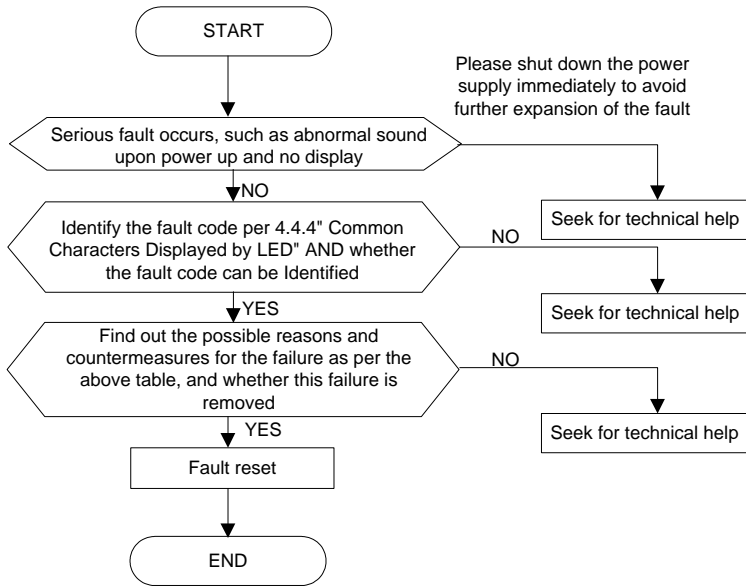 START
Please shut down the power
supply immediately to avoid
further expansion of the fault
Serious fault occurs, such as abnormal sound
upon power up and no display
NO
Seek for technical help
Identify the fault code per 4.4.4" Common
Characters Displayed by LED" AND whether
the fault code can be Identified
NO
YES
Seek for technical help
Find out the possible reasons and
countermeasures for the failure as per the
above table, and whether this failure is
removed
NO
YES
Seek for technical help
Fault reset
END